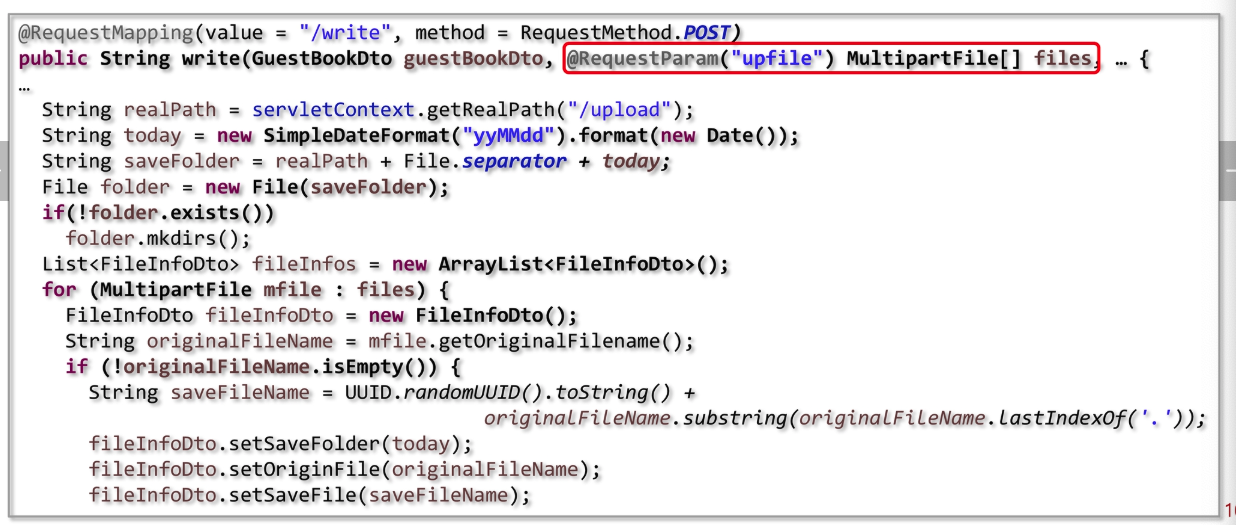 @RequestMapping(value = "/write", method = RequestMethod.POST)
public String write(GuestBookDto guestBookDto, @RequestParam("upfile") MultipartFile[] files, … {
…
String realPath = servletContext.getRealPath("/upload");
String today = new SimpleDateFormat("yyMMdd").format(new Date());
String saveFolder = realPath + File.separator + today;
File folder = new File(saveFolder);
if(!folder.exists())
folder.mkdirs();
List<FileInfoDto> fileInfos = new ArrayList<FileInfoDto>();
for (MultipartFile mfile : files) {
FileInfoDto fileInfoDto = new FileInfoDto();
String originalFileName = mfile.getOriginalFilename();
if (!originalFileName.isEmpty()) {
String saveFileName = UUID.randomUUID().toString() +
originalFileName.substring(originalFileName.lastIndexOf('.'));
fileInfoDto.setSaveFolder(today);
fileInfoDto.setOriginFile(originalFileName);
fileInfoDto.setSaveFile(saveFileName);